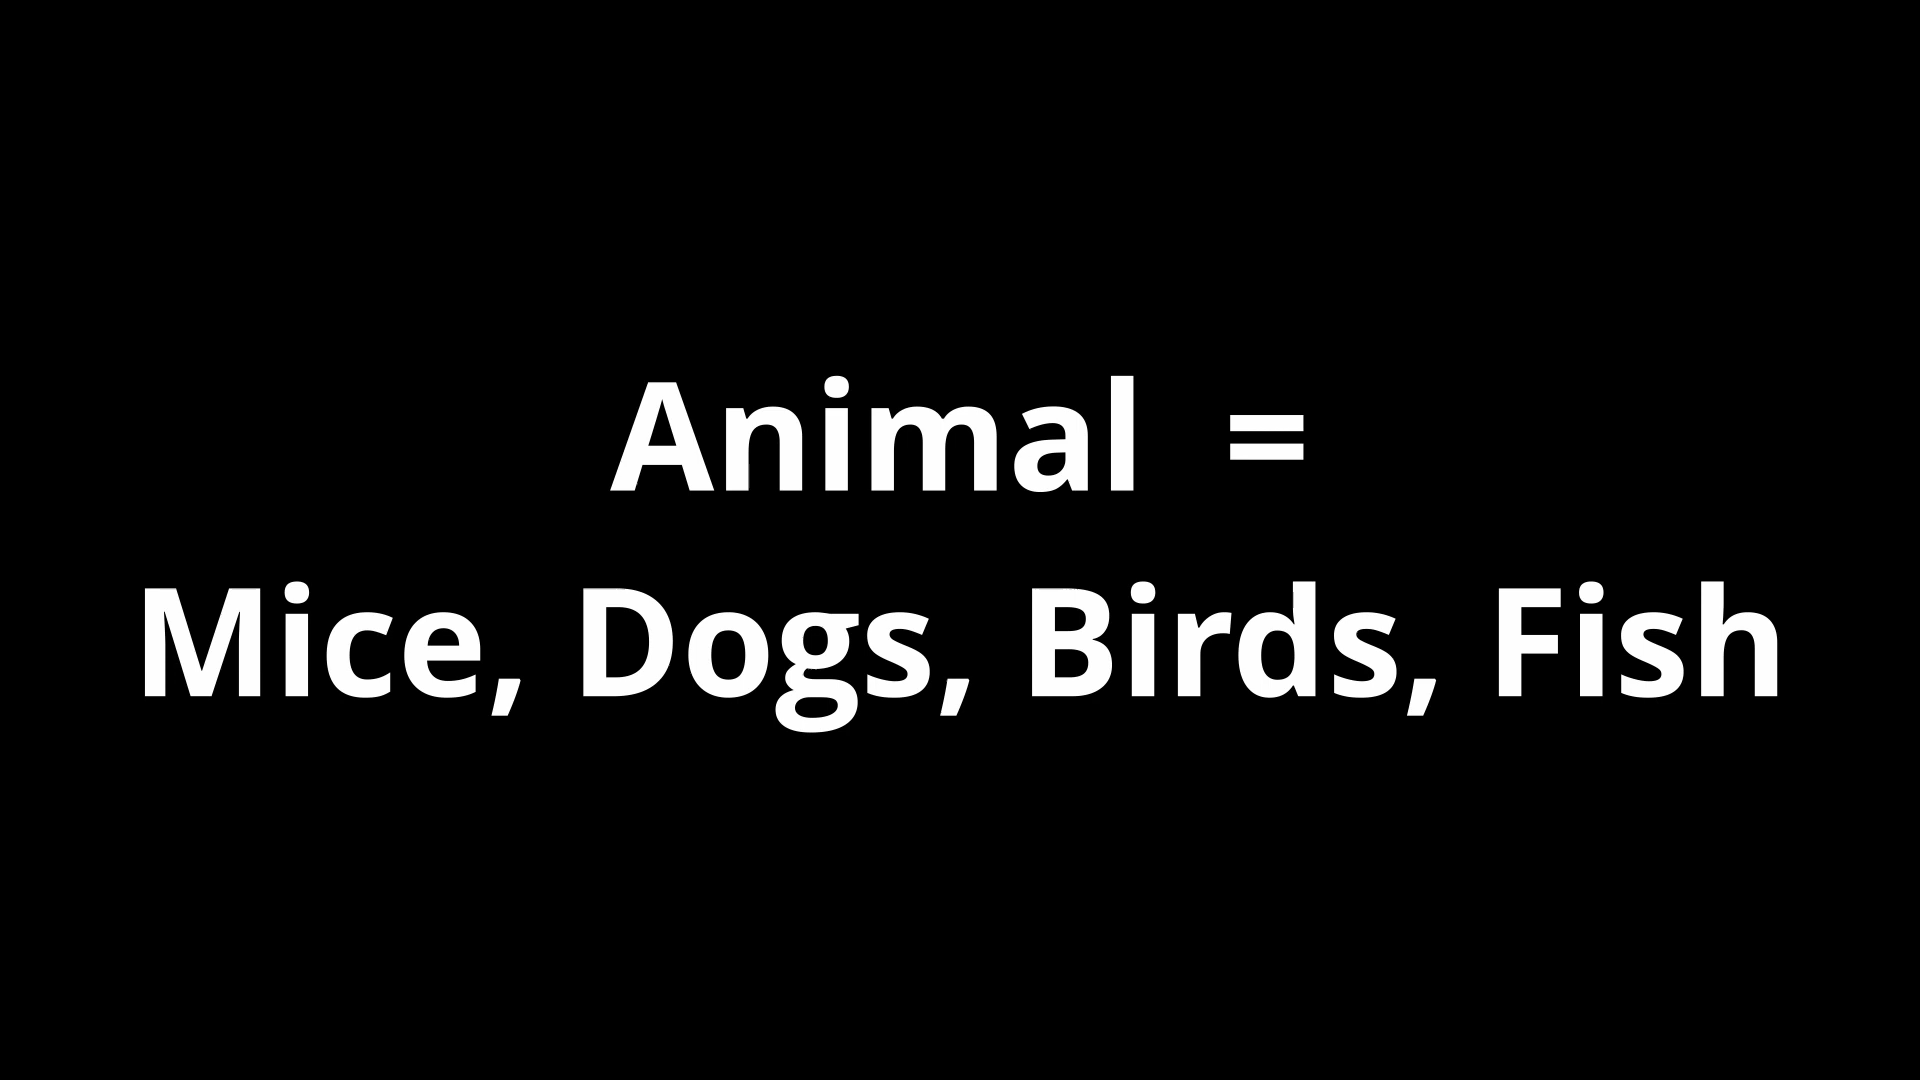 Animal =
Mice, Dogs, Birds, Fish